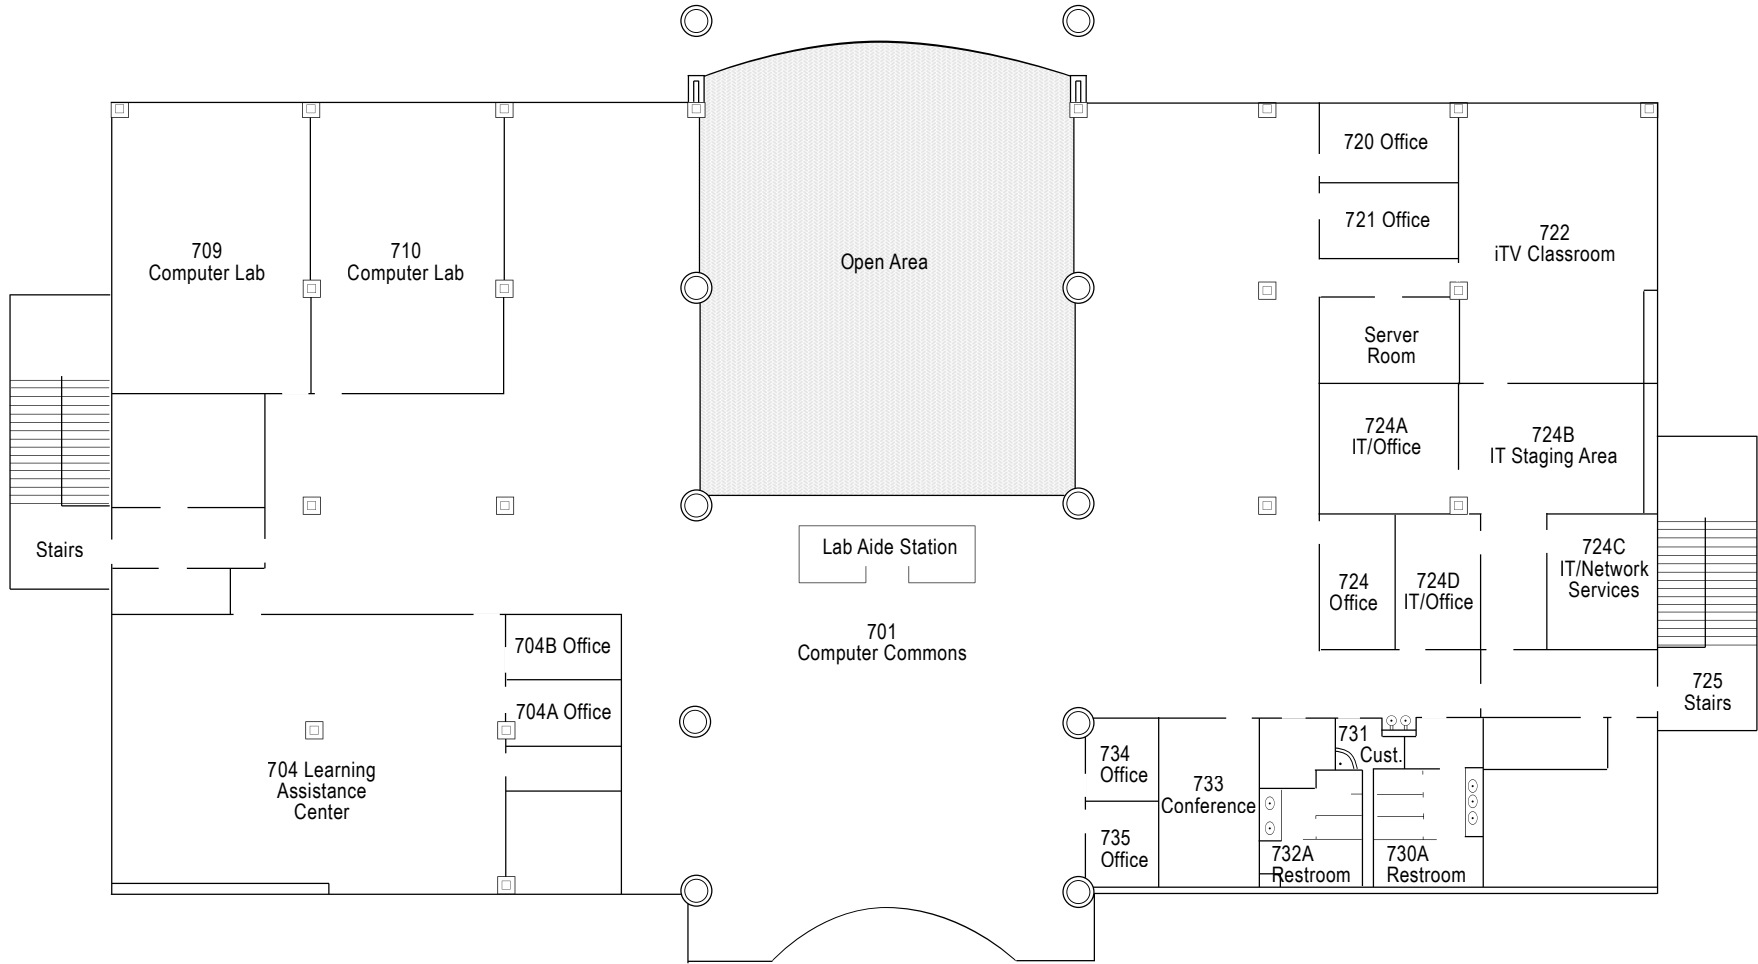 720 Office
721 Office
709
Computer Lab
710
Computer Lab
Open Area
722
iTV Classroom
Server
Room
724A
IT/Office
724B
IT Staging Area
Stairs
Lab Aide Station
724
Office
724D
IT/Office
724C
IT/Network
Services
704B Office
701
Computer Commons
704A Office
725
Stairs
704 Learning
Assistance
Center
734
Office
733
Conference
731
Cust.
735
Office
732A
Restroom
730A
Restroom